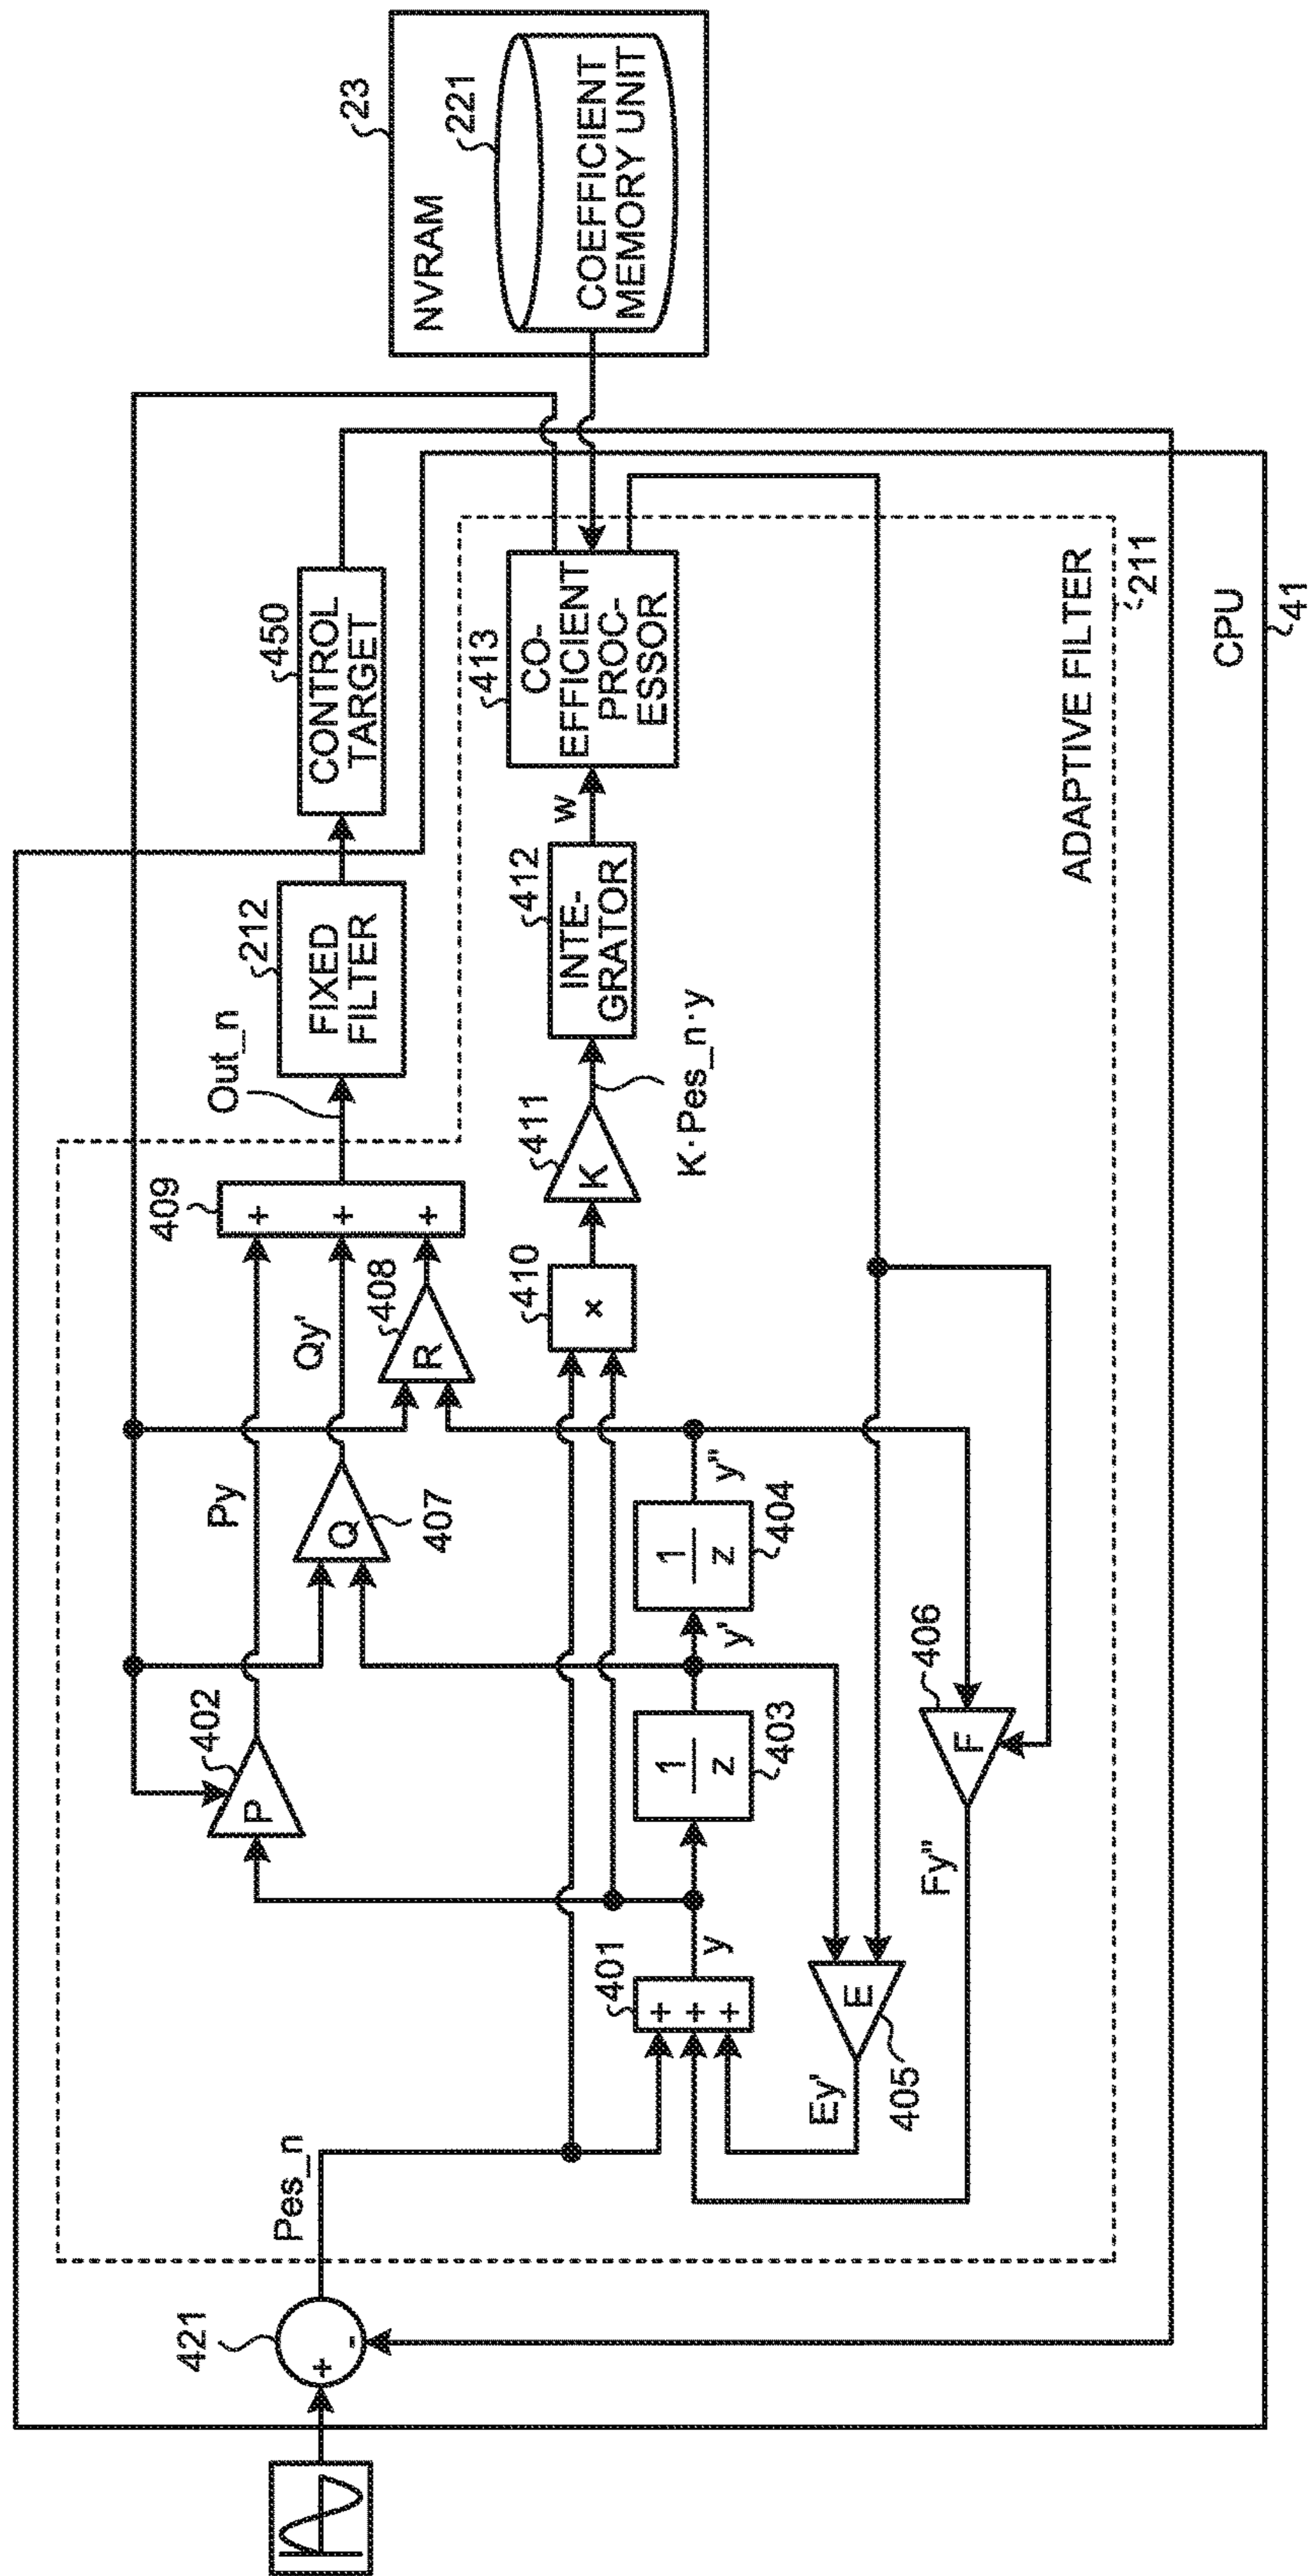 421
+
-
Pes_n
401
+
+
+
y
Ey'
E
405
Fy"
F
406
P
402
1
z
403
y'
1
z
404
y"
Py
Q
407
Qy'
R
408
409
+
+
+
Out_n
×
410
K
411
K·Pes_n·y
INTE-
GRATOR
412
w
CO-
EFFICIENT
PROC-
ESSOR
413
FIXED
FILTER
212
CONTROL
TARGET
450
NVRAM
23
221
COEFFICIENT
MEMORY UNIT
ADAPTIVE FILTER
211
CPU
41